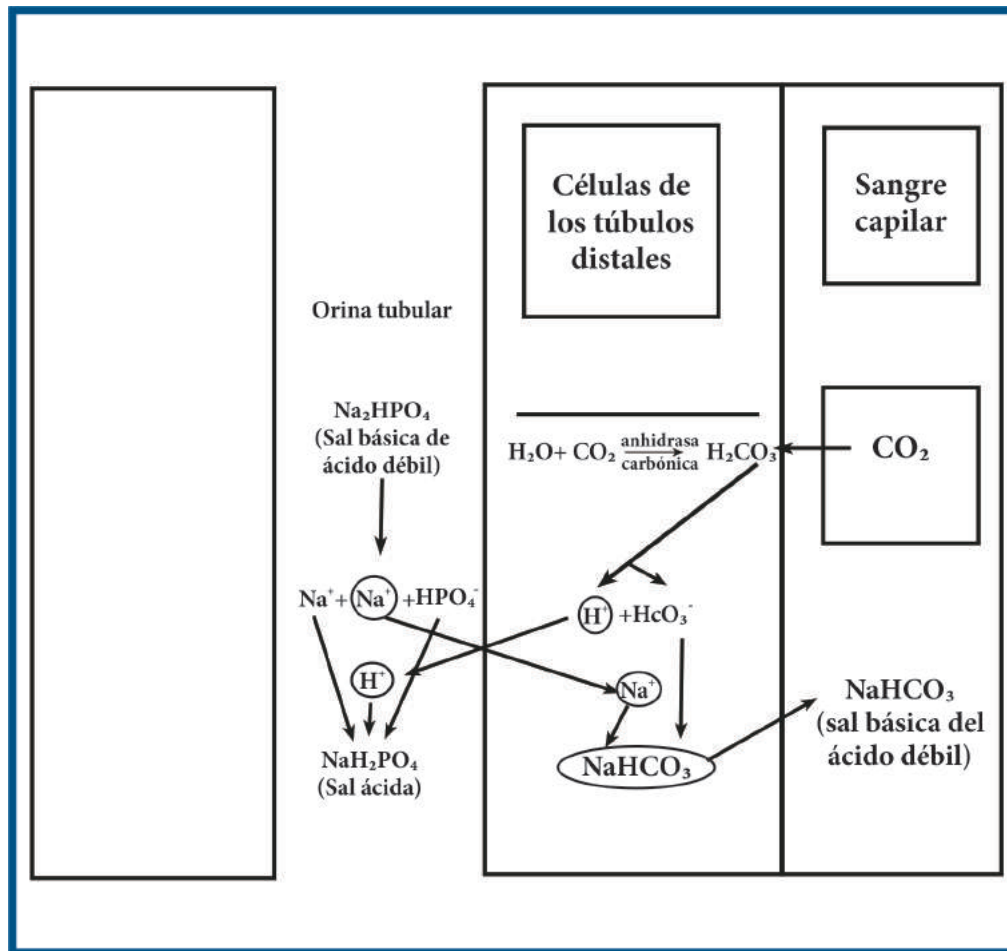 Células de
los túbulos
distales
Sangre
capilar
Orina tubular
Na₂HPO₄
(Sal básica de
ácido débil)
H₂O+ CO₂ anhidrasa carbónica H₂CO₃
CO₂
Na⁺+ Na⁺ +HPO₄⁻
H⁺ +HcO₃⁻
H⁺
Na⁺
NaH₂PO₄
(Sal ácida)
NaHCO₃
NaHCO₃
(sal básica del
ácido débil)